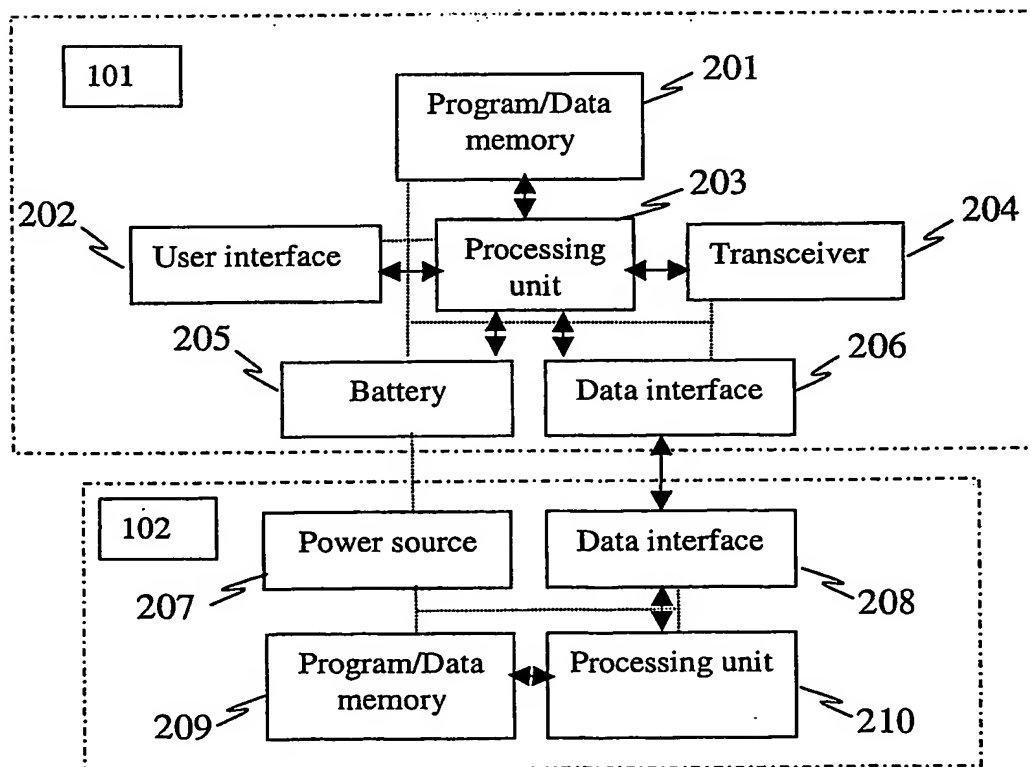 101
201
Program/Data
memory
203
202
204
User interface
Processing
unit
Transceiver
205
206
Battery
Data interface
102
Power source
Data interface
207
208
Program/Data
memory
Processing unit
209
210